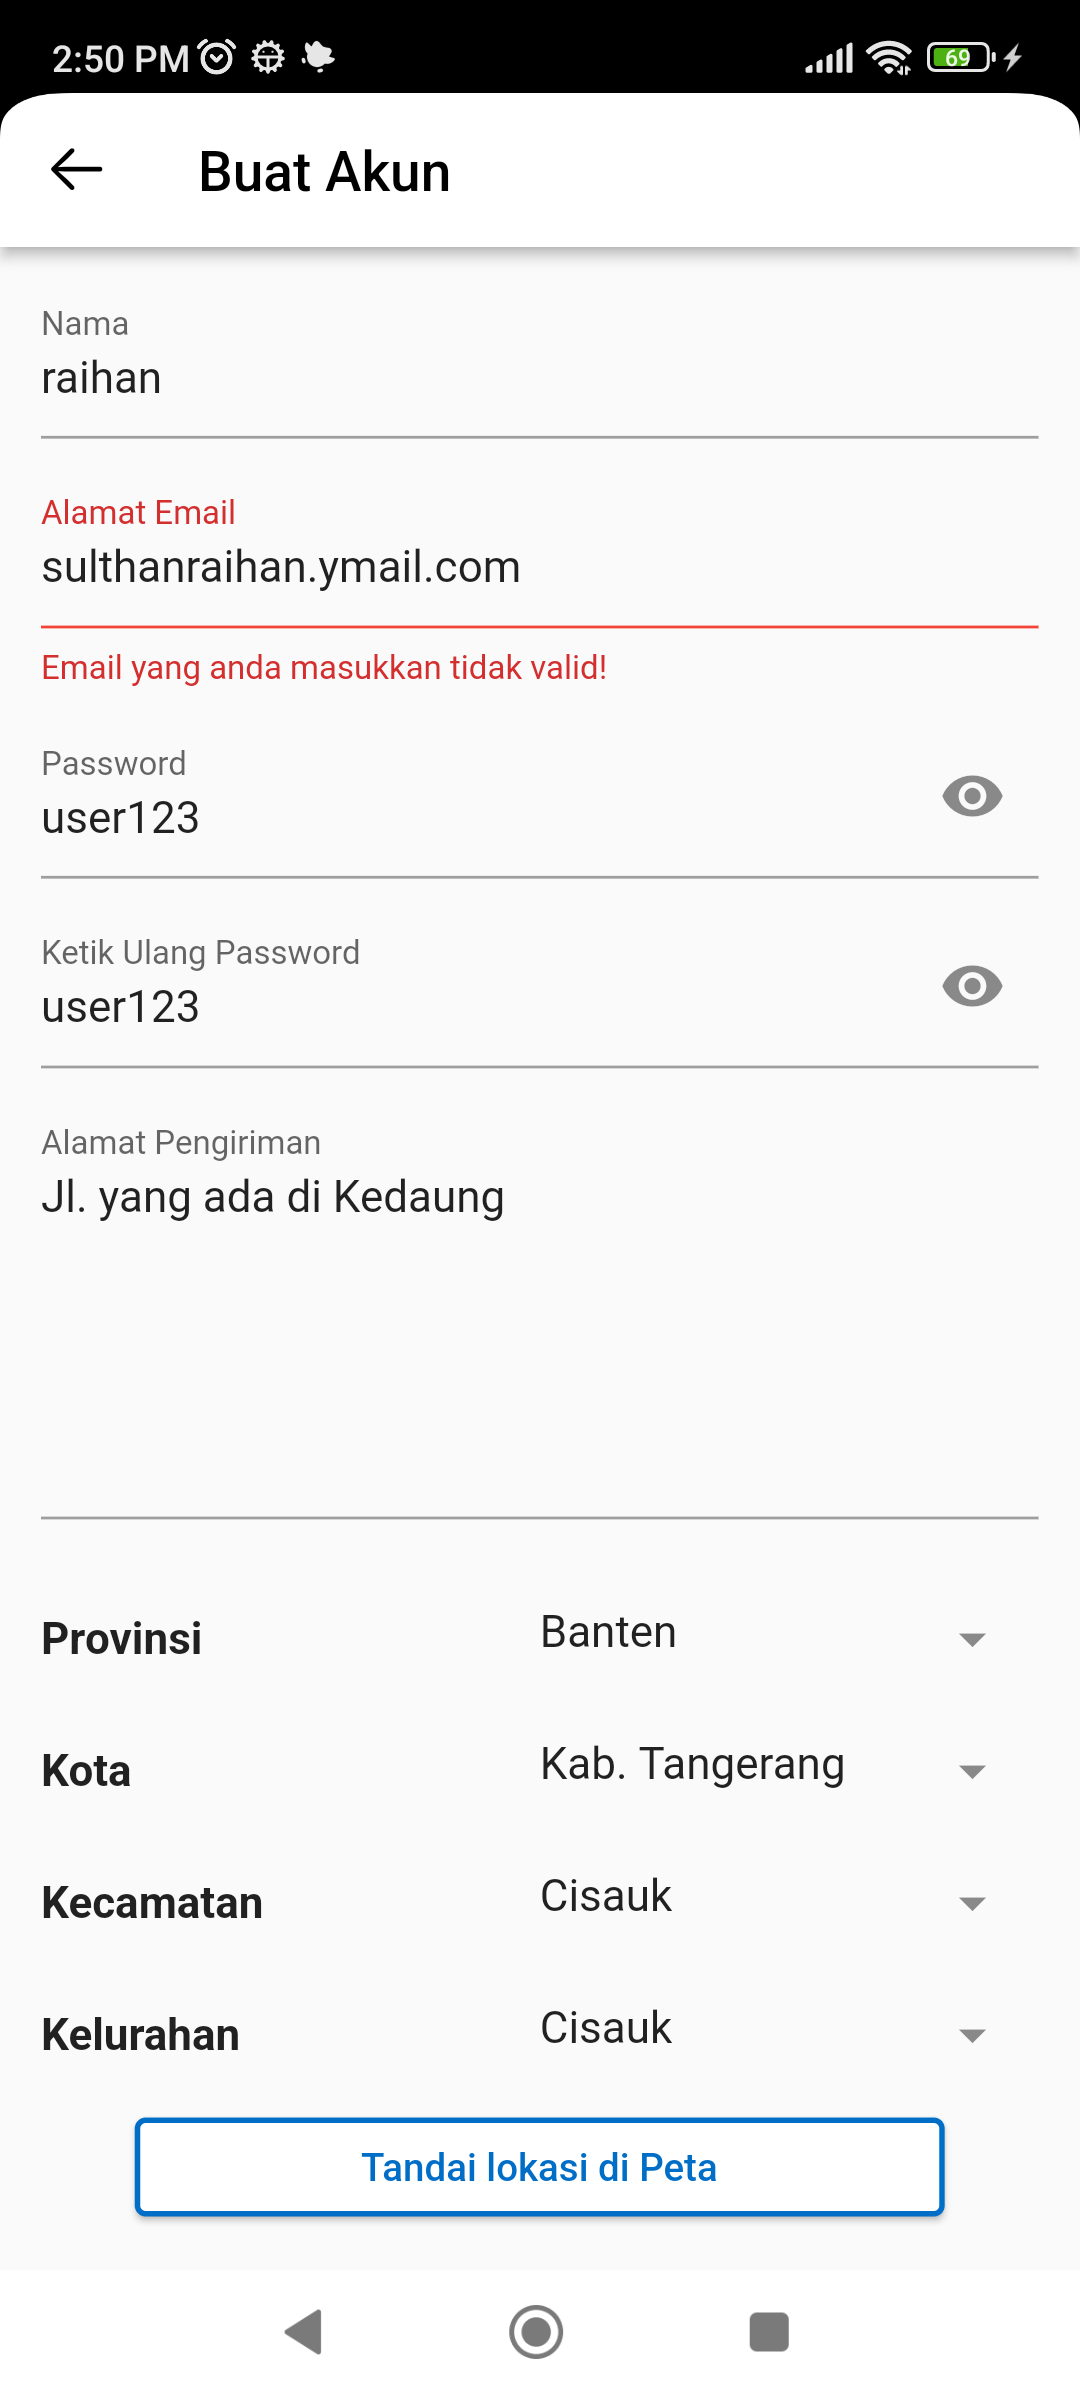 2:50 PM
69
Buat Akun
Nama
raihan
Alamat Email
sulthanraihan.ymail.com
Email yang anda masukkan tidak valid!
Password
user123
Ketik Ulang Password
user123
Alamat Pengiriman
Jl. yang ada di Kedaung
Provinsi Banten
Kota Kab. Tangerang
Kecamatan Cisauk
Kelurahan Cisauk
Tandai lokasi di Peta